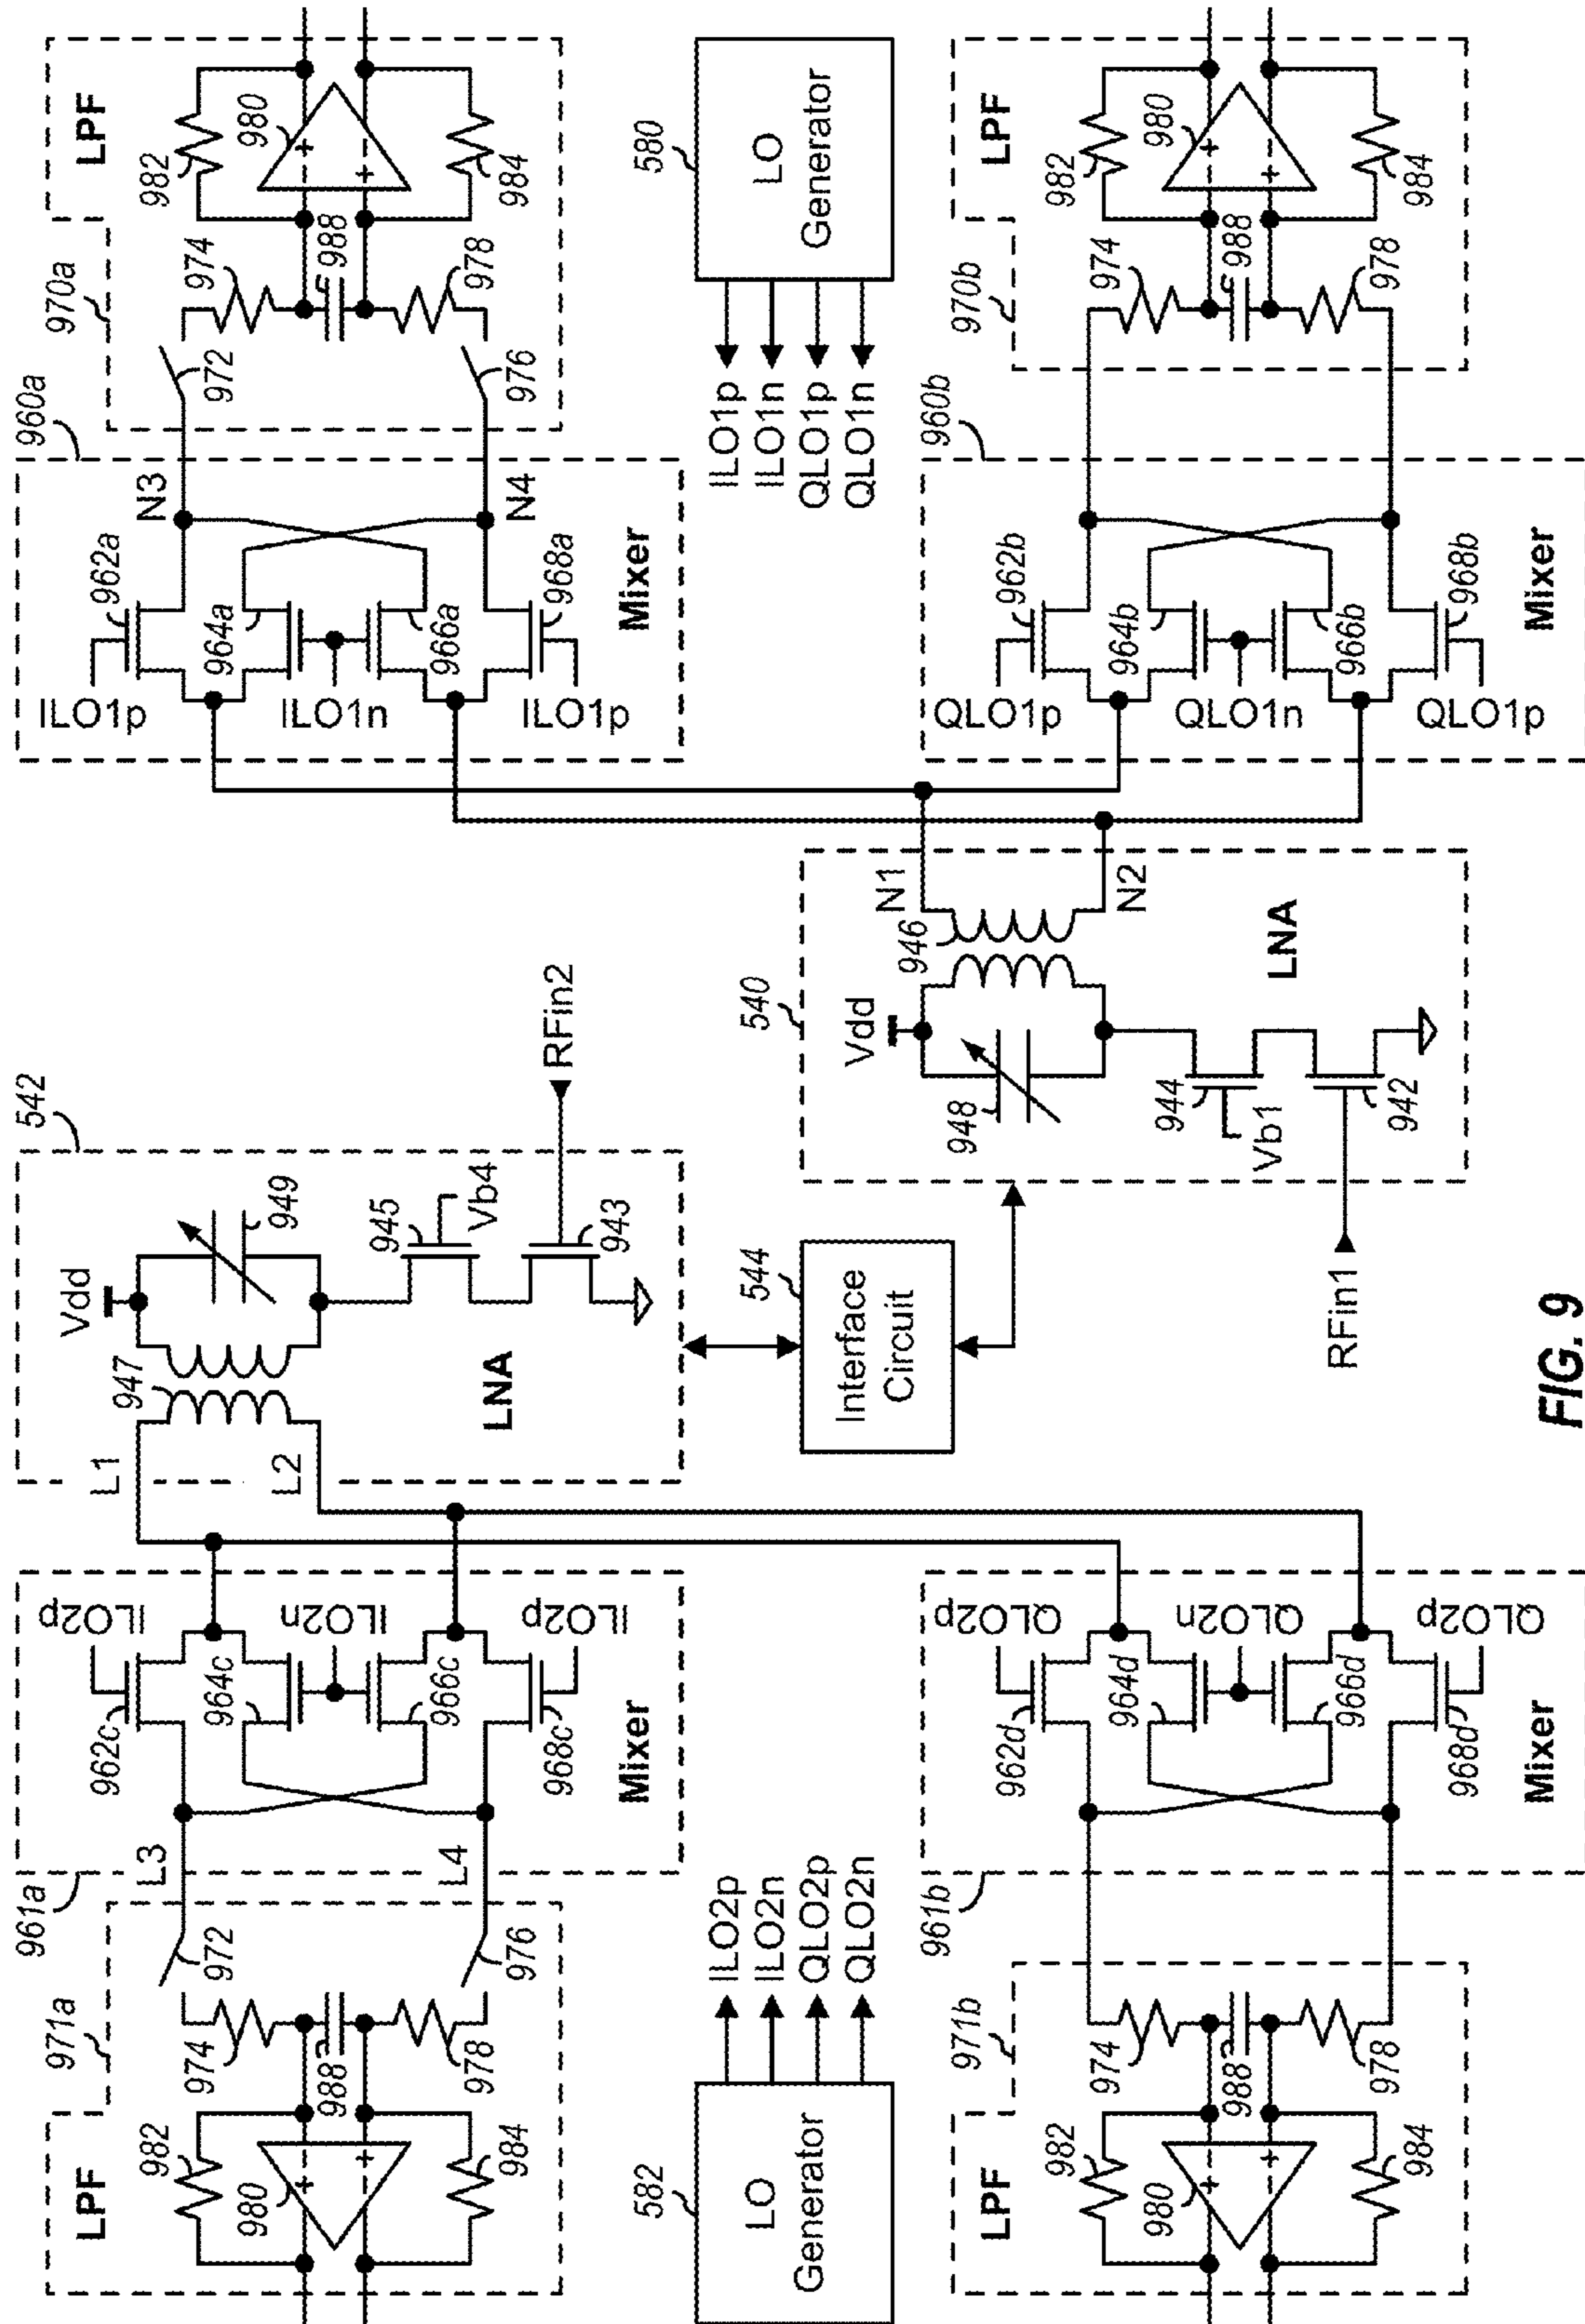 971a
961a
542
960a
970a
LPF
982
980
984
974
988
978
972
976
L3
L4
962c
964c
966c
968c
ILO2p
ILO2n
ILO2p
Mixer
L1
L2
947
Vdd
949
945
Vb4
943
LNA
RFin2
ILO1p
ILO1n
ILO1p
962a
964a
966a
968a
N3
N4
Mixer
972
976
974
988
978
982
980
984
LPF
582
LO
Generator
ILO2p
ILO2n
QLO2p
QLO2n
544
Interface
Circuit
540
580
LO
Generator
ILO1p
ILO1n
QLO1p
QLO1n
971b
961b
LPF
982
980
984
974
988
978
962d
964d
966d
968d
QLO2p
QLO2n
QLO2p
Mixer
Vdd
948
946
N1
N2
944
Vb1
942
LNA
RFin1
960b
970b
QLO1p
QLO1n
QLO1p
962b
964b
966b
968b
Mixer
974
988
978
982
980
984
LPF
FIG. 9